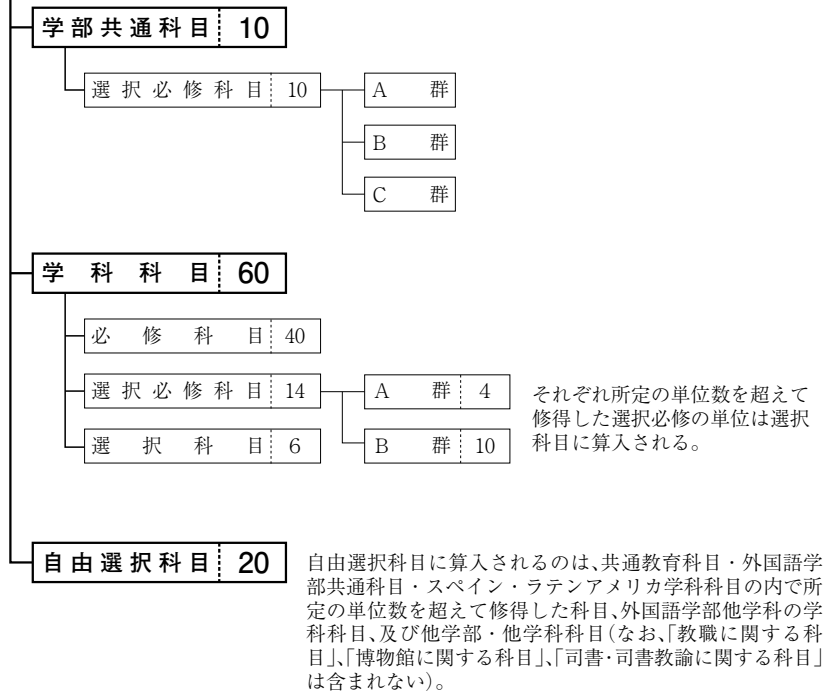 学部共通科目 10
選択必修科目 10
A 群
B 群
C 群
学科科目 60
必修科目 40
選択必修科目 14
A 群 4
それぞれ所定の単位数を超えて
修得した選択必修の単位は選択
科目に算入される。
選択科目 6
B 群 10
自由選択科目 20
自由選択科目に算入されるのは、共通教育科目・外国語学
部共通科目・スペイン・ラテンアメリカ学科科目の内で所
定の単位数を超えて修得した科目、外国語学部他学科の学
科科目、及び他学部・他学科科目(なお、「教職に関する科
目」、「博物館に関する科目」、「司書・司書教諭に関する科目」
は含まれない)。